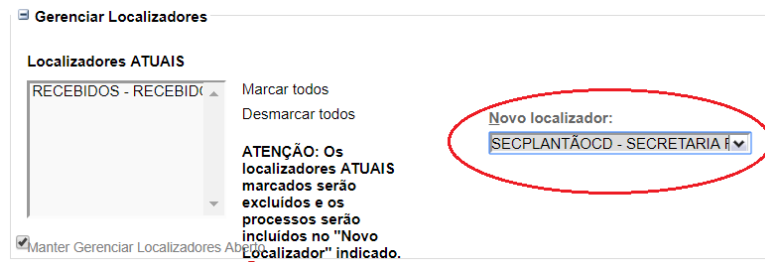 Gerenciar Localizadores
Localizadores ATUAIS
RECEBIDOS - RECEBIDO
Marcar todos
Desmarcar todos
ATENÇÃO: Os
localizadores ATUAIS
marcados serão
excluídos e os
processos serão
incluídos no "Novo
Localizador" indicado.
Novo localizador:
SECPLANTÃOCD - SECRETARIA
Manter Gerenciar Localizadores Aberto